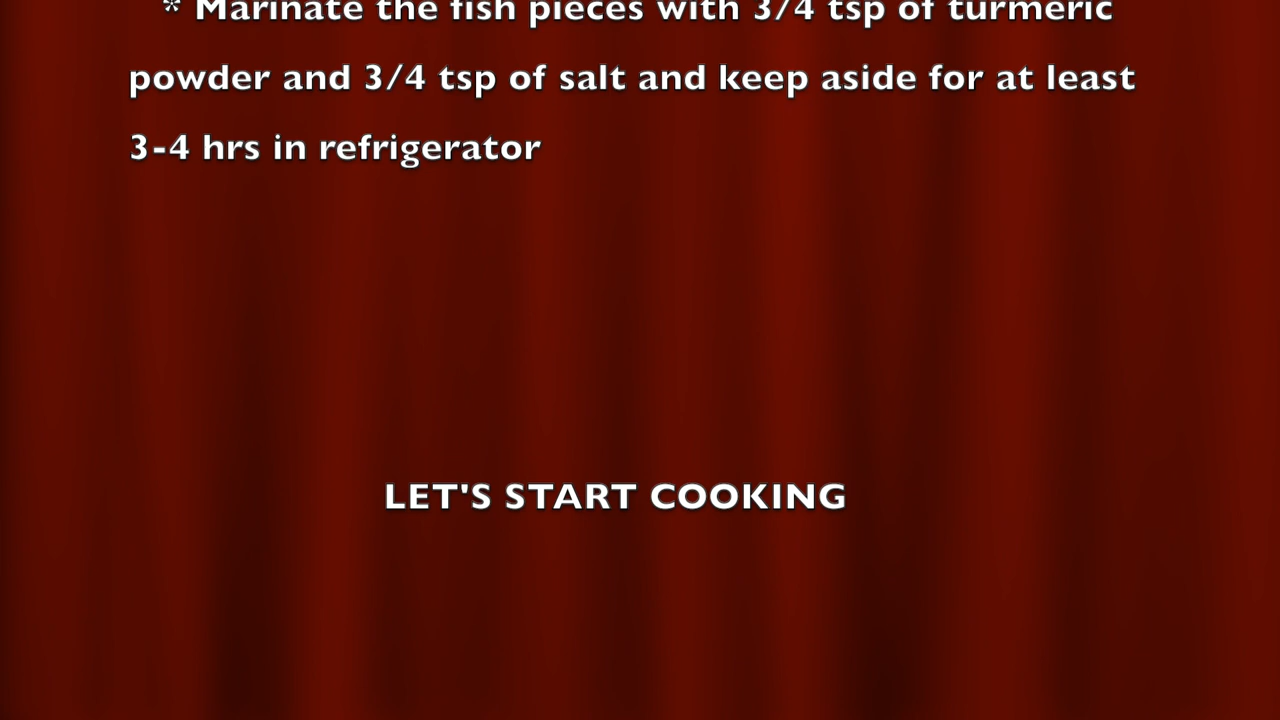 * Marinate the fish pieces with 3/4 tsp of turmeric
powder and 3/4 tsp of salt and keep aside for at least
3-4 hrs in refrigerator
LET'S START COOKING